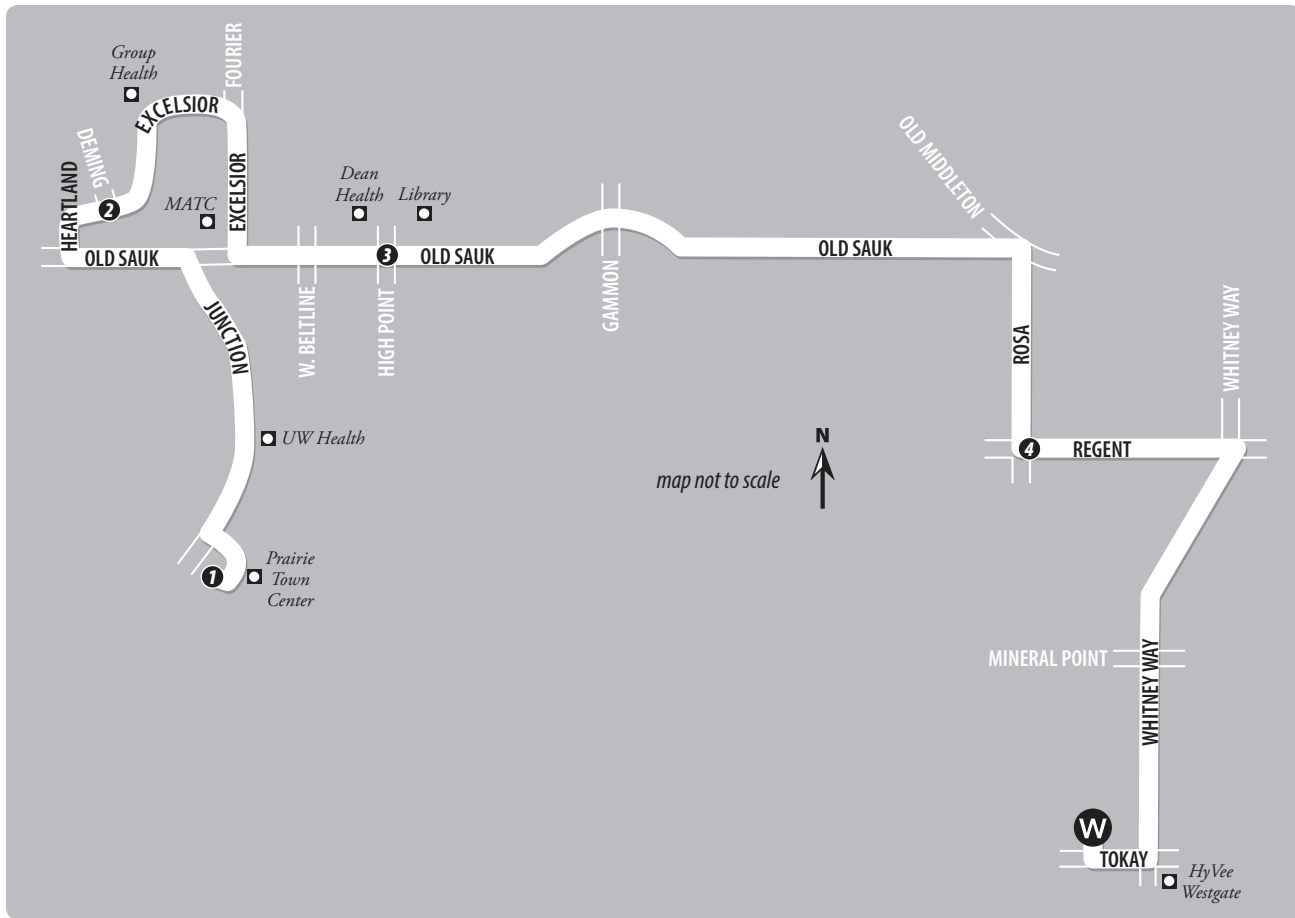 Group
Health
FOURIER
EXCELSIOR
DEMING
HEARTLAND
2
MATC
EXCELSIOR
Dean
Health
Library
OLD MIDDLETON
OLD SAUK
3
OLD SAUK
OLD SAUK
JUNCTION
W. BELTLINE
HIGH POINT
GAMMON
ROSA
WHITNEY WAY
UW Health
N
map not to scale
4
REGENT
1
Prairie
Town
Center
MINERAL POINT
WHITNEY WAY
W
TOKAY
HyVee
Westgate